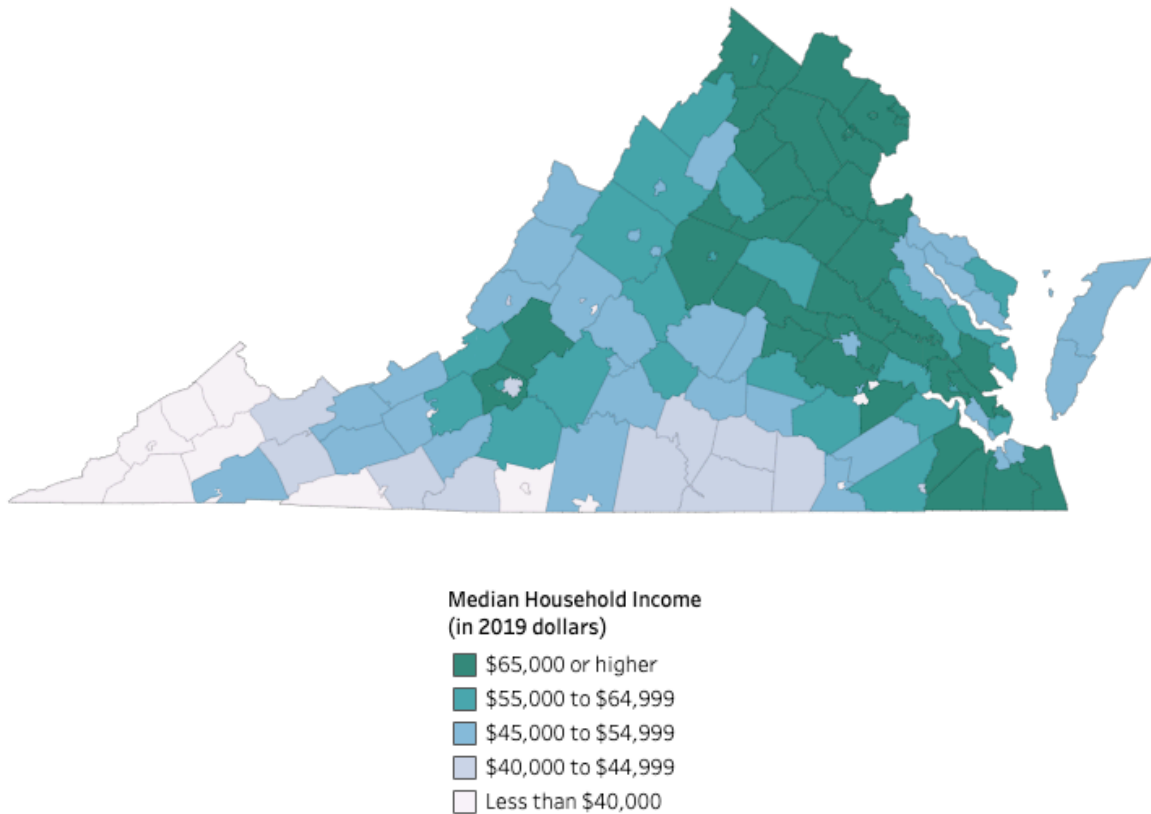 Median Household Income
(in 2019 dollars)
$65,000 or higher
$55,000 to $64,999
$45,000 to $54,999
$40,000 to $44,999
Less than $40,000